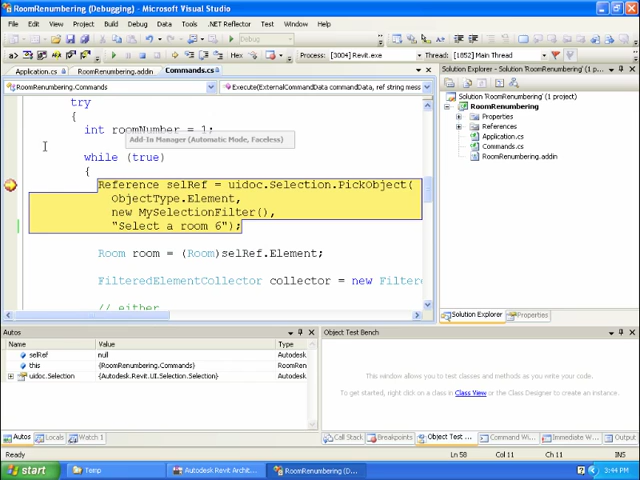 RoomRenumbering (Debugging) - Microsoft Visual Studio
File Edit View Project Build Debug Data Tools .NET Reflector Test Window Help
Debug
Hex Process: [3004] Revit.exe Thread: [1852] Main Thread
Application.cs RoomRenumbering.addin Commands.cs
RoomRenumbering.Commands Execute(ExternalCommandData commandData, ref string mess
try
{
int roomNumber = 1;
Add-In Manager (Automatic Mode, Faceless)
while (true)
{
Reference selRef = uidoc.Selection.PickObject(
ObjectType.Element,
new MySelectionFilter(),
"Select a room 6");
Room room = (Room)selRef.Element;
FilteredElementCollector collector = new Filter
// either
Solution Explorer - Solution 'RoomRenumbering' (1 project)
Solution 'RoomRenumbering' (1 project)
RoomRenumbering
Properties
References
Application.cs
Commands.cs
RoomRenumbering.addin
Solution Explorer Properties
Autos
Name Value Type
selRef null Autodesk
this {RoomRenumbering.Commands} RoomRen
uidoc.Selection {Autodesk.Revit.UI.Selection.Selection} Autodesk
Autos Locals Watch 1
Object Test Bench
This window allows you to test classes and methods as you write your code.
To get started, right click on a class in Class View or the Class Designer to create an instance.
Call Stack Breakpoints Object Test ... Command Wi... Immediate W... Output
Ready Ln 58 Col 11 Ch 11 INS
start Temp Autodesk Revit Archit... RoomRenumbering (D... 3:44 PM